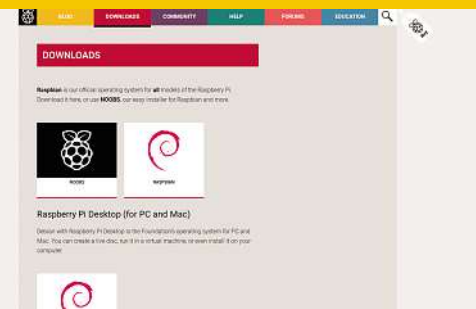 BLOG DOWNLOADS COMMUNITY HELP FORUMS EDUCATION
DOWNLOADS
Raspbian is our official operating system for all models of the Raspberry Pi.
Download it here, or use NOOBS, our easy installer for Raspbian and more.
NOOBS RASPBIAN
Raspberry Pi Desktop (for PC and Mac)
Debian with Raspberry Pi Desktop is the Foundation's operating system for PC and
Mac. You can create a live disc, run it in a virtual machine, or even install it on your
computer.